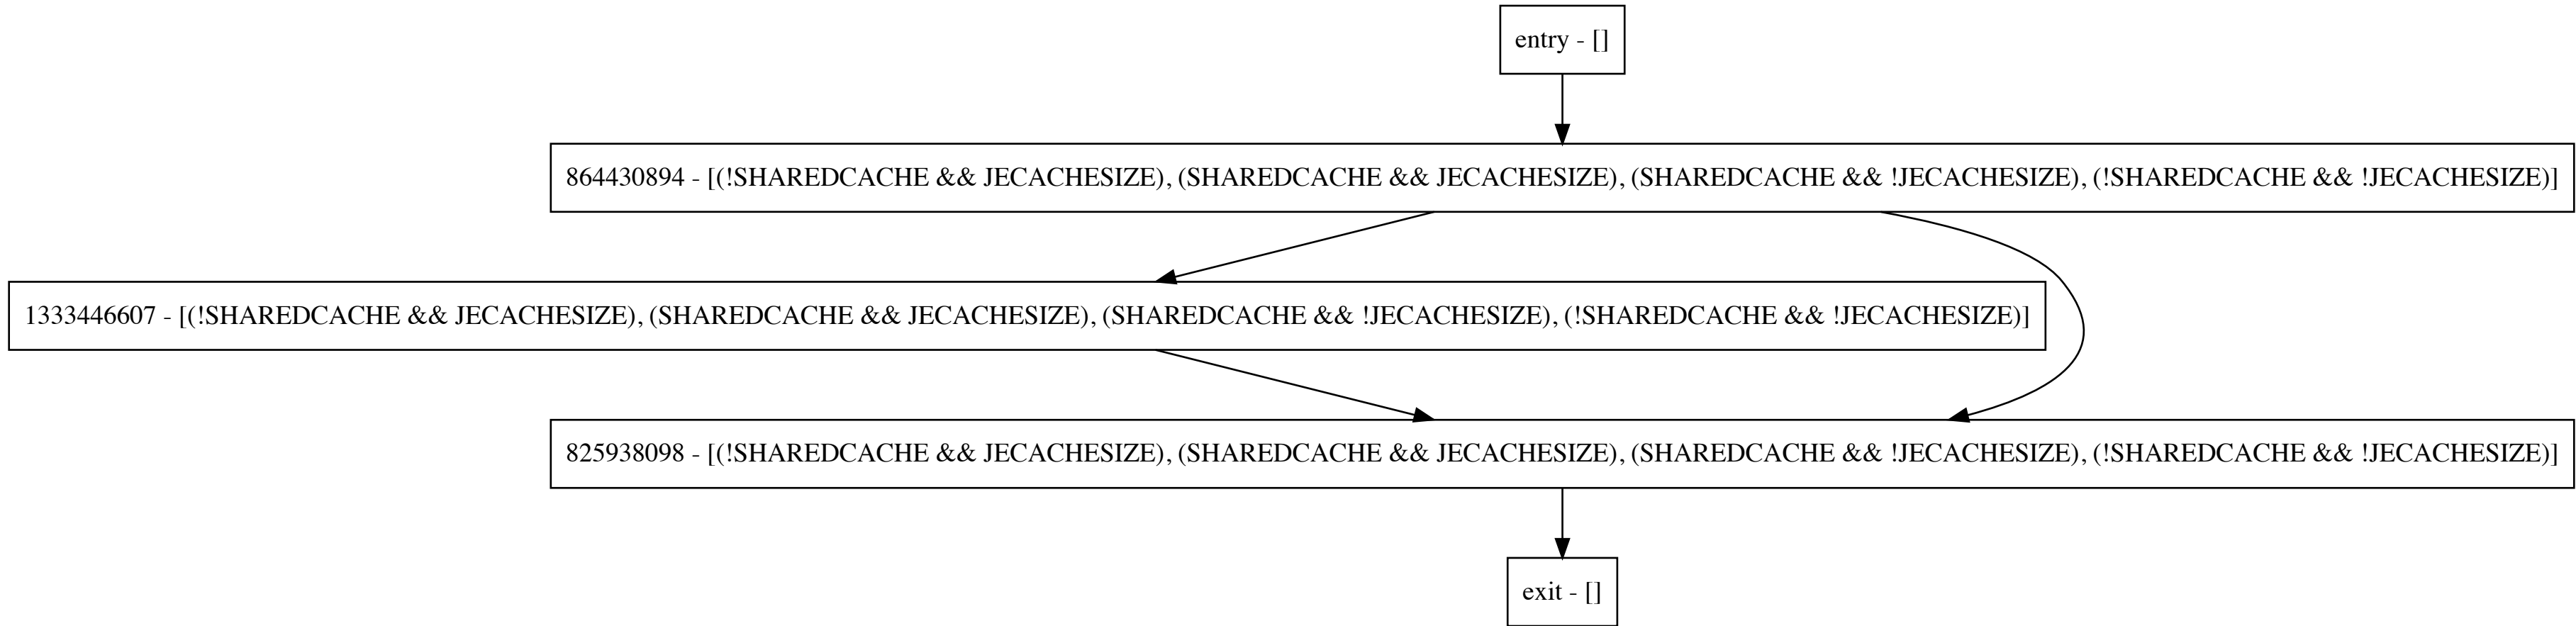 entry - []
864430894 - [(!SHAREDCACHE && JECACHESIZE), (SHAREDCACHE && JECACHESIZE), (SHAREDCACHE && !JECACHESIZE), (!SHAREDCACHE && !JECACHESIZE)]
1333446607 - [(!SHAREDCACHE && JECACHESIZE), (SHAREDCACHE && JECACHESIZE), (SHAREDCACHE && !JECACHESIZE), (!SHAREDCACHE && !JECACHESIZE)]
825938098 - [(!SHAREDCACHE && JECACHESIZE), (SHAREDCACHE && JECACHESIZE), (SHAREDCACHE && !JECACHESIZE), (!SHAREDCACHE && !JECACHESIZE)]
exit - []